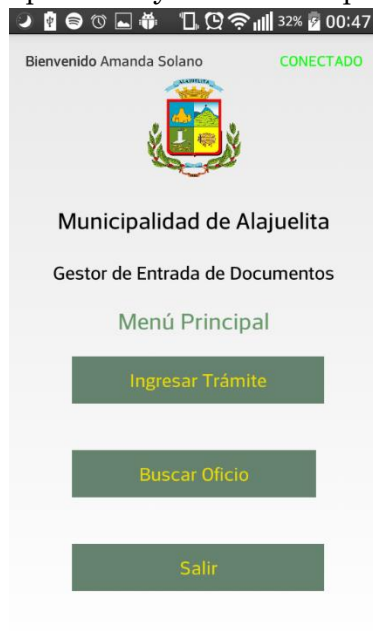 32% 00:47
Bienvenido Amanda Solano CONECTADO
ALAJUELITA
Municipalidad de Alajuelita
Gestor de Entrada de Documentos
Menú Principal
Ingresar Trámite
Buscar Oficio
Salir